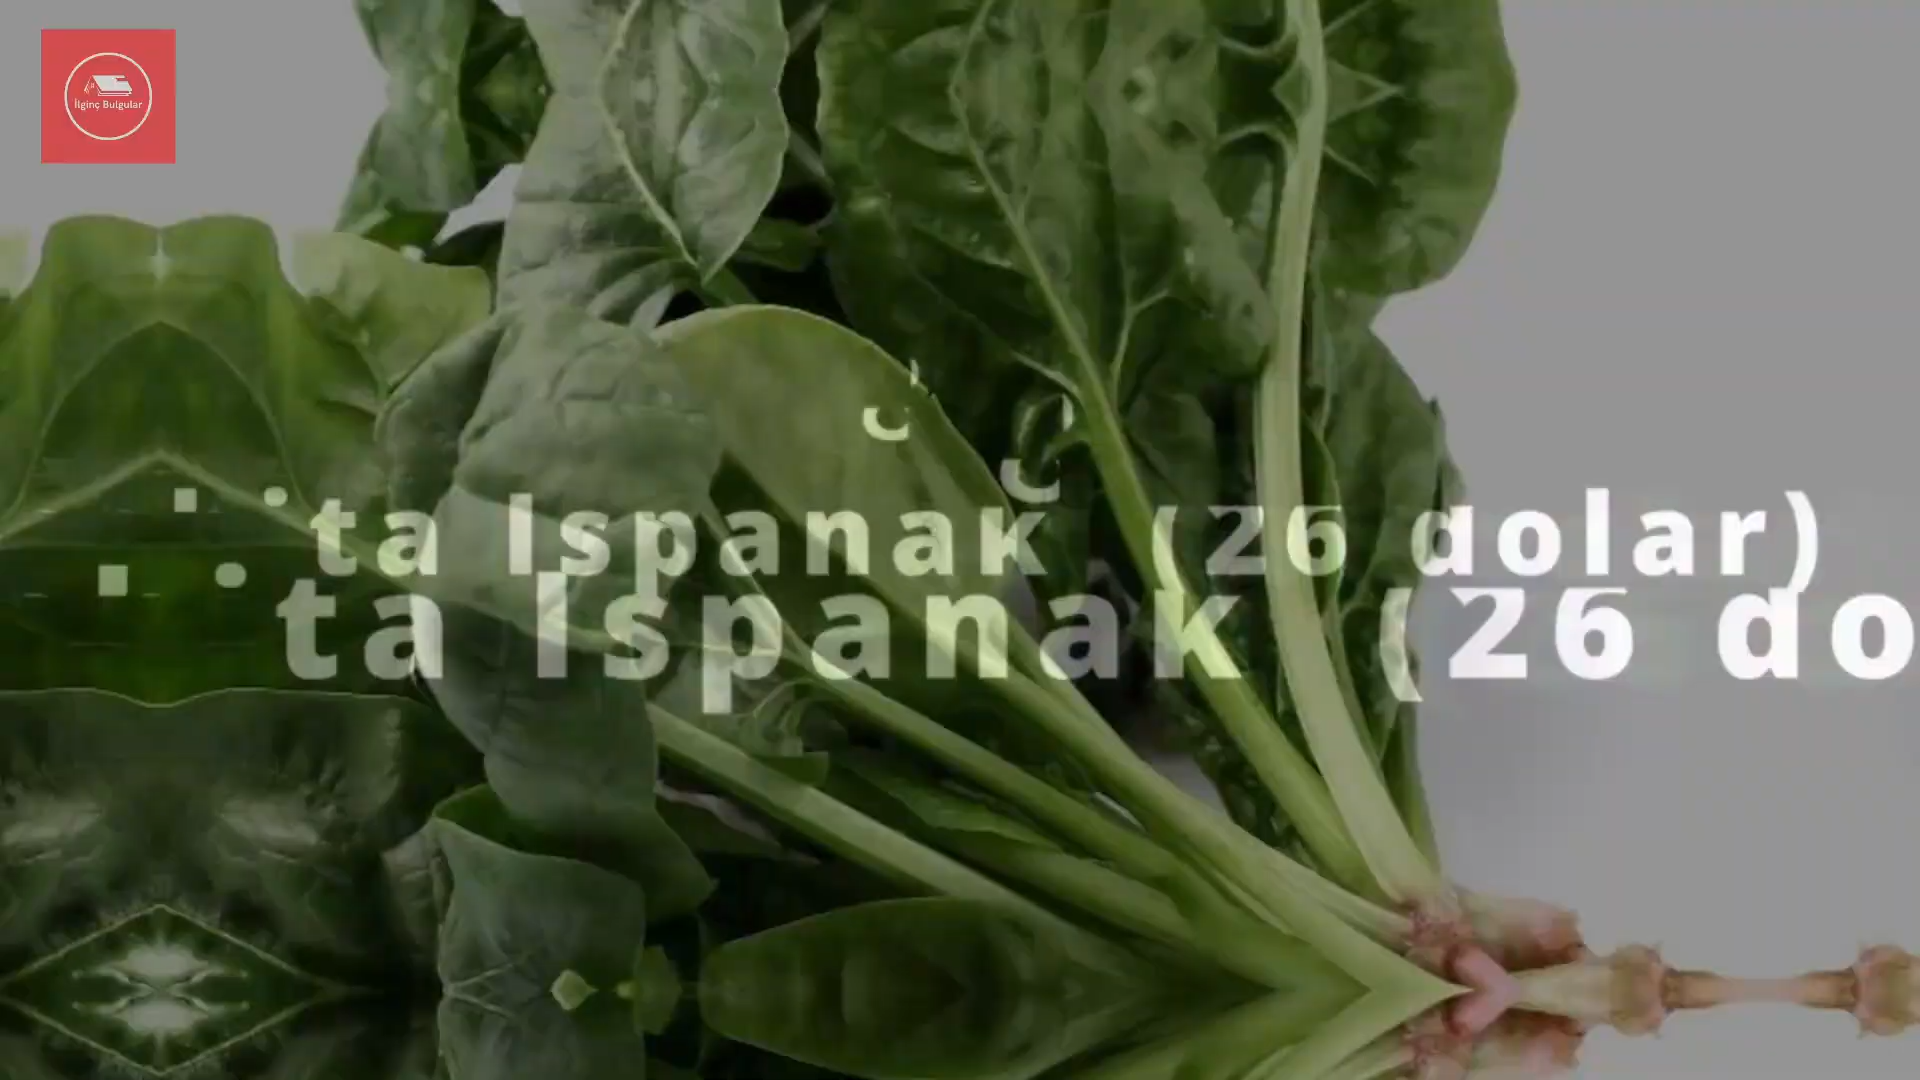 İlginç Bulgular
ta Ispanak (26 dolar)
ta Ispanak (26 do